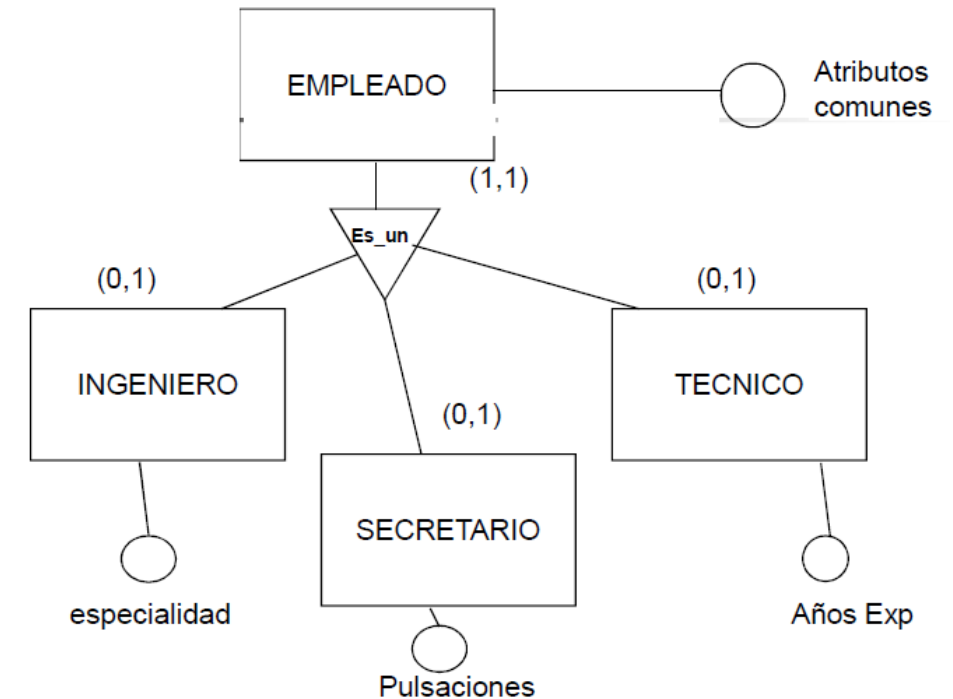 EMPLEADO
Atributos
comunes
(1,1)
Es_un
(0,1)
(0,1)
INGENIERO
TECNICO
(0,1)
SECRETARIO
especialidad
Años Exp
Pulsaciones